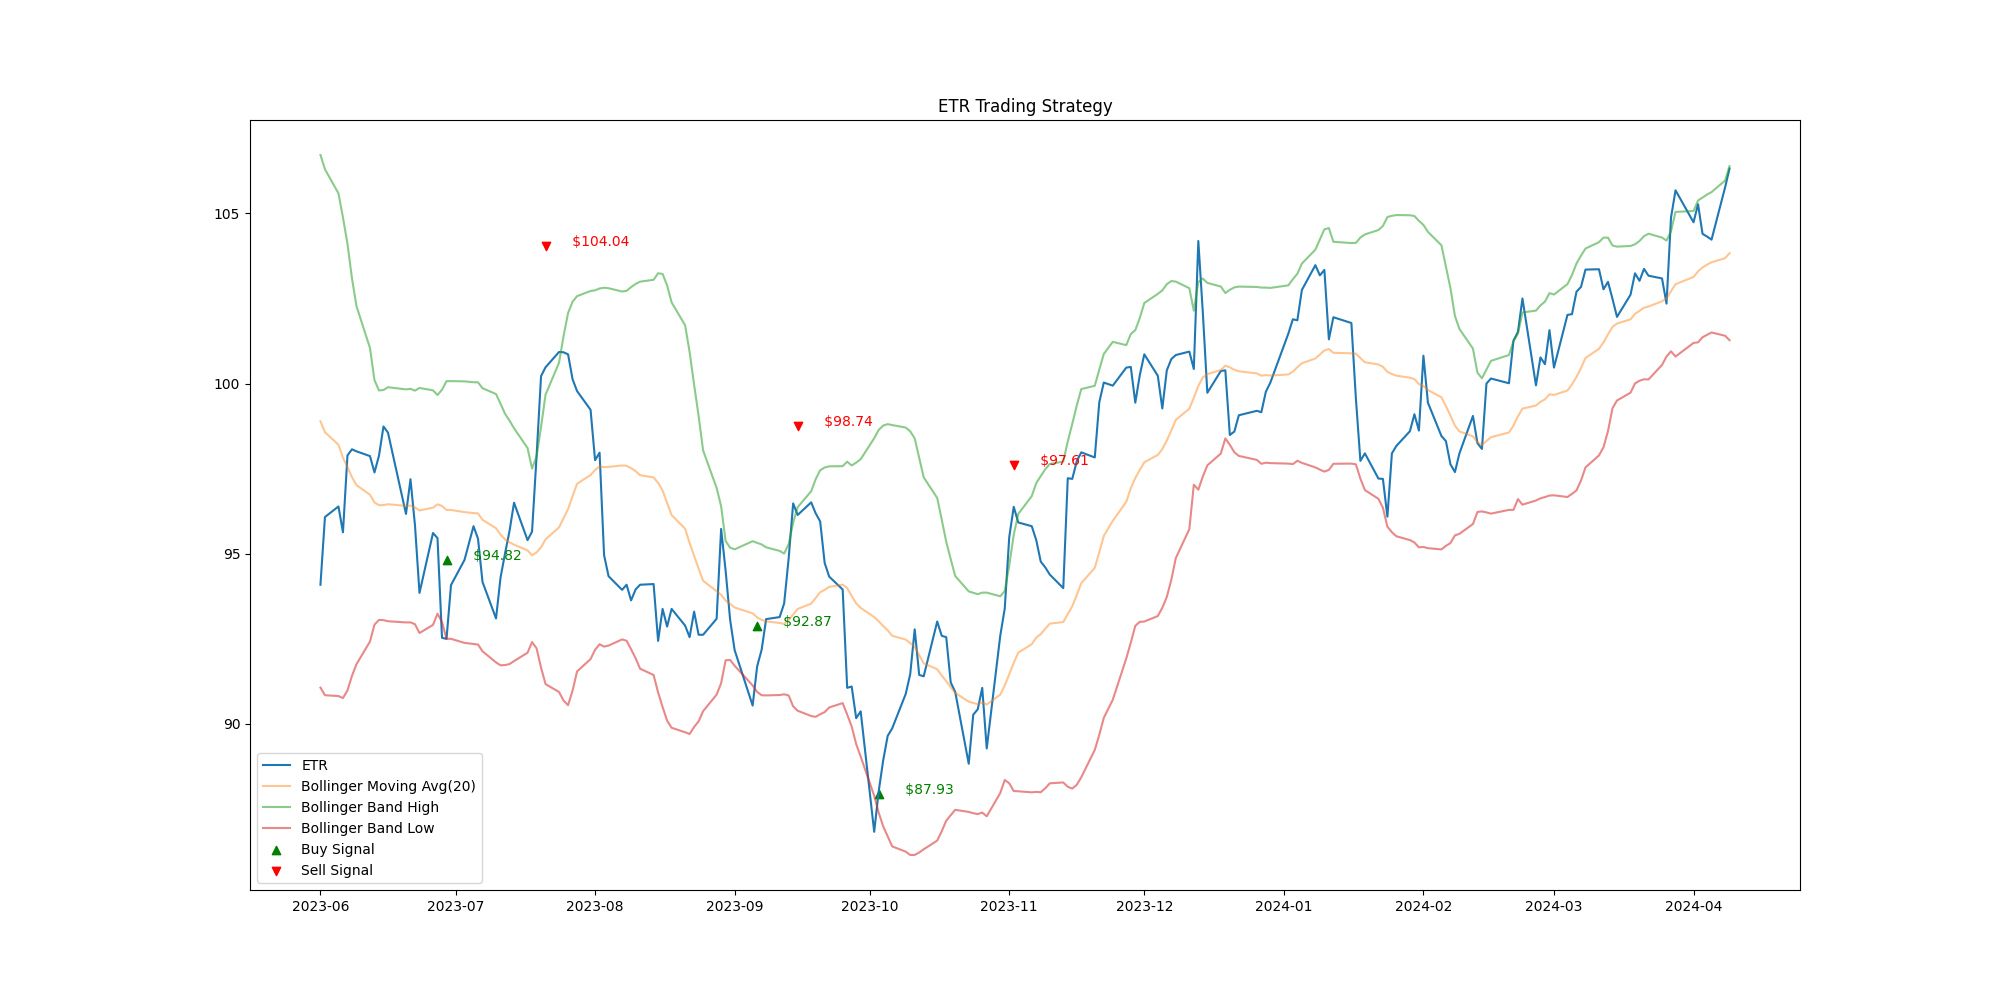 ETR Trading Strategy
105
100
95
90
$104.04
$98.74
$97.61
$94.82
$92.87
$87.93
ETR
Bollinger Moving Avg(20)
Bollinger Band High
Bollinger Band Low
Buy Signal
Sell Signal
2023-06 2023-07 2023-08 2023-09 2023-10 2023-11 2023-12 2024-01 2024-02 2024-03 2024-04